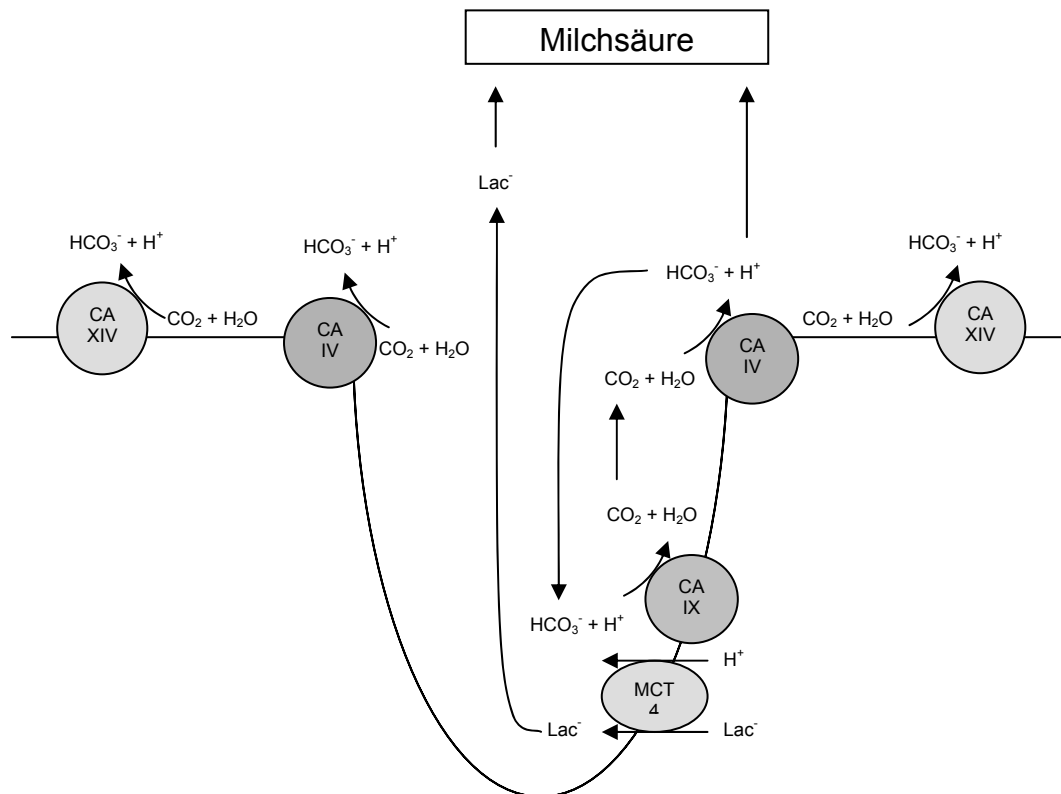 Milchsäure
Lac⁻
HCO₃⁻ + H⁺
HCO₃⁻ + H⁺
HCO₃⁻ + H⁺
HCO₃⁻ + H⁺
CA
XIV
CO₂ + H₂O
CA
IV
CO₂ + H₂O
CO₂ + H₂O
CA
IV
CO₂ + H₂O
CA
XIV
CO₂ + H₂O
CA
IX
HCO₃⁻ + H⁺
H⁺
MCT
4
Lac⁻
Lac⁻